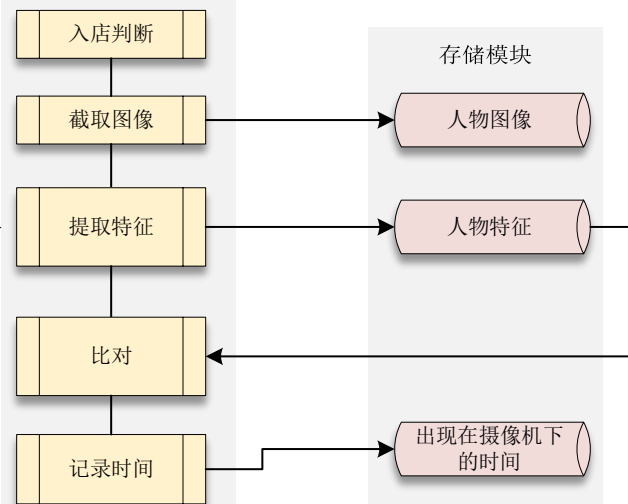 入店判断
存储模块
截取图像
人物图像
提取特征
人物特征
比对
出现在摄像机下
的时间
记录时间